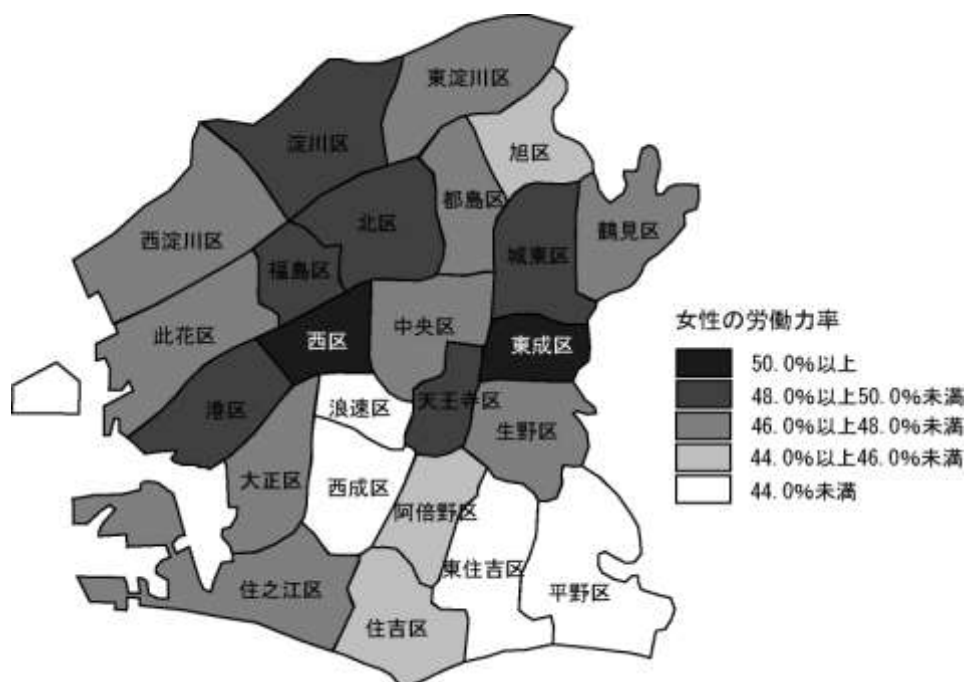 東淀川区
淀川区
旭区
都島区
北区
鶴見区
西淀川区
城東区
福島区
此花区
中央区
西区
東成区
港区
浪速区
天王寺区
生野区
大正区
西成区
阿倍野区
東住吉区
住之江区
平野区
住吉区
女性の労働力率
50.0%以上
48.0%以上50.0%未満
46.0%以上48.0%未満
44.0%以上46.0%未満
44.0%未満